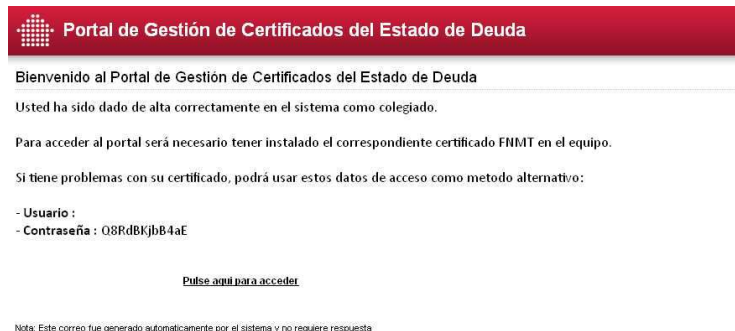 Portal de Gestión de Certificados del Estado de Deuda
Bienvenido al Portal de Gestión de Certificados del Estado de Deuda
Usted ha sido dado de alta correctamente en el sistema como colegiado.
Para acceder al portal será necesario tener instalado el correspondiente certificado FNMT en el equipo.
Si tiene problemas con su certificado, podrá usar estos datos de acceso como metodo alternativo:
- Usuario :
- Contraseña : Q8RdBKjbB4aE
Pulse aqui para acceder
Nota: Este correo fue generado automaticamente por el sistema y no requiere respuesta